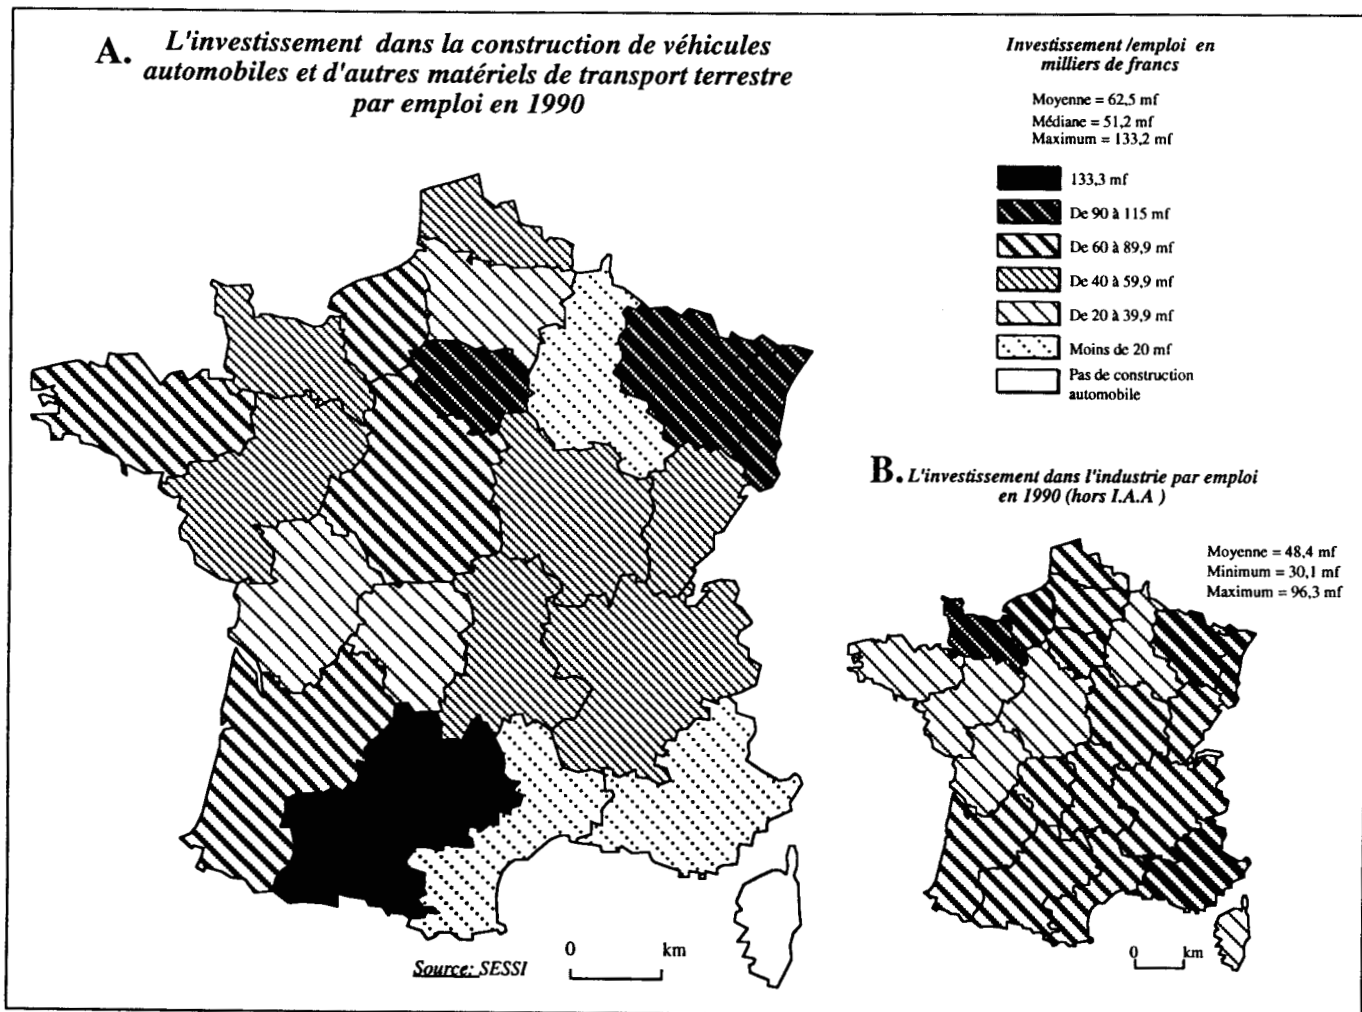 A. L'investissement dans la construction de véhicules
automobiles et d'autres matériels de transport terrestre
par emploi en 1990
Investissement /emploi en
milliers de francs
Moyenne = 62,5 mf
Médiane = 51,2 mf
Maximum = 133,2 mf
133,3 mf
De 90 à 115 mf
De 60 à 89,9 mf
De 40 à 59,9 mf
De 20 à 39,9 mf
Moins de 20 mf
Pas de construction
automobile
B. L'investissement dans l'industrie par emploi
en 1990 (hors I.A.A )
Moyenne = 48,4 mf
Minimum = 30,1 mf
Maximum = 96,3 mf
0 km
Source: SESSI
0 km